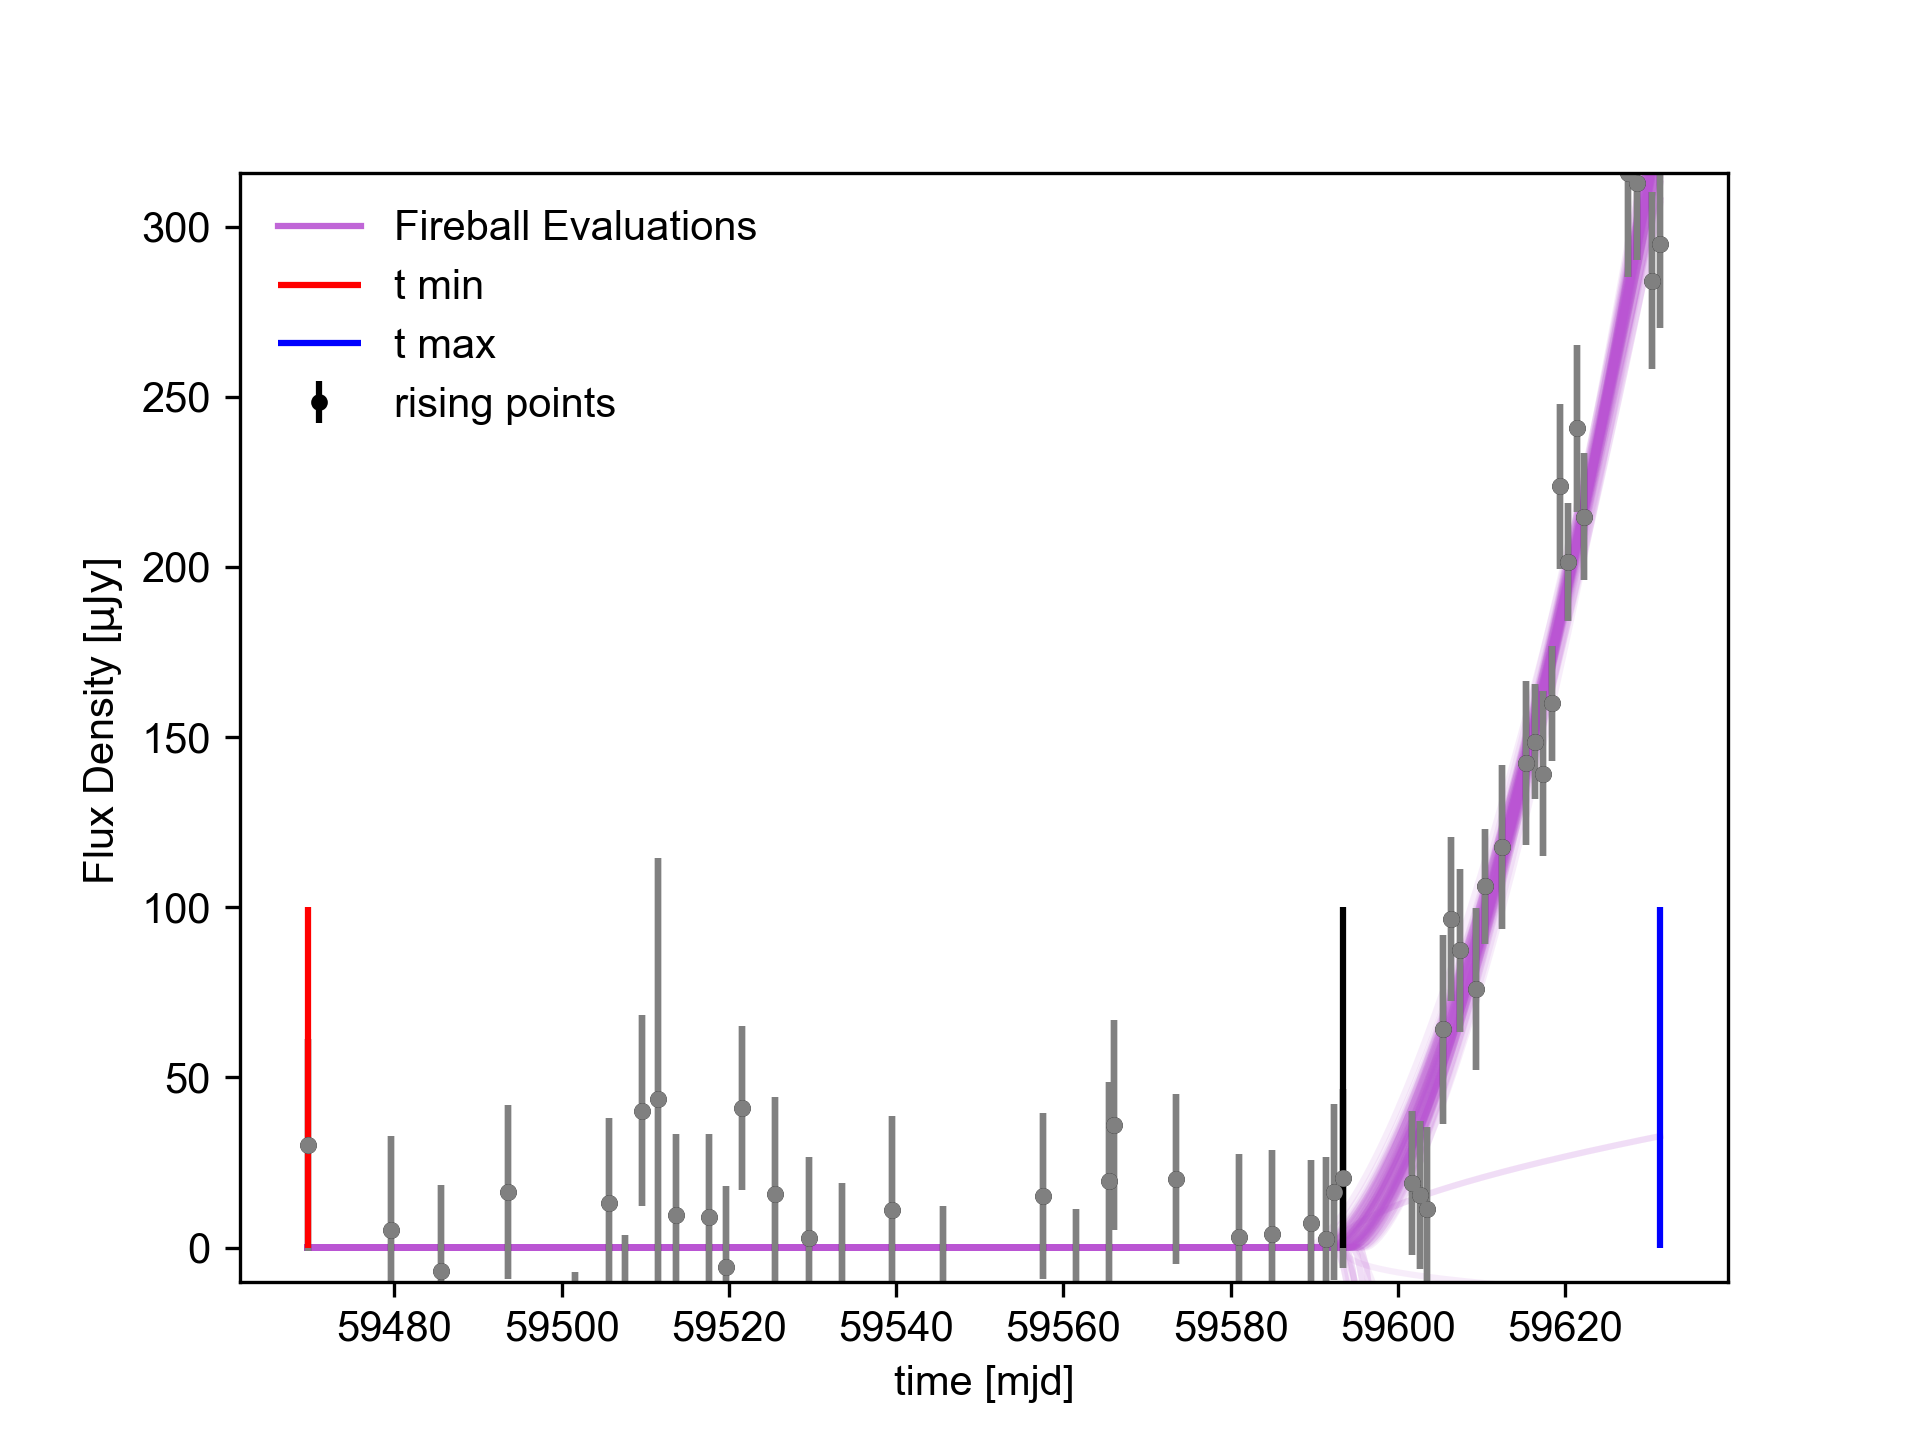 Fireball Evaluations
t min
t max
rising points
300
250
200
150
100
50
0
Flux Density [µJy]
59480 59500 59520 59540 59560 59580 59600 59620
time [mjd]